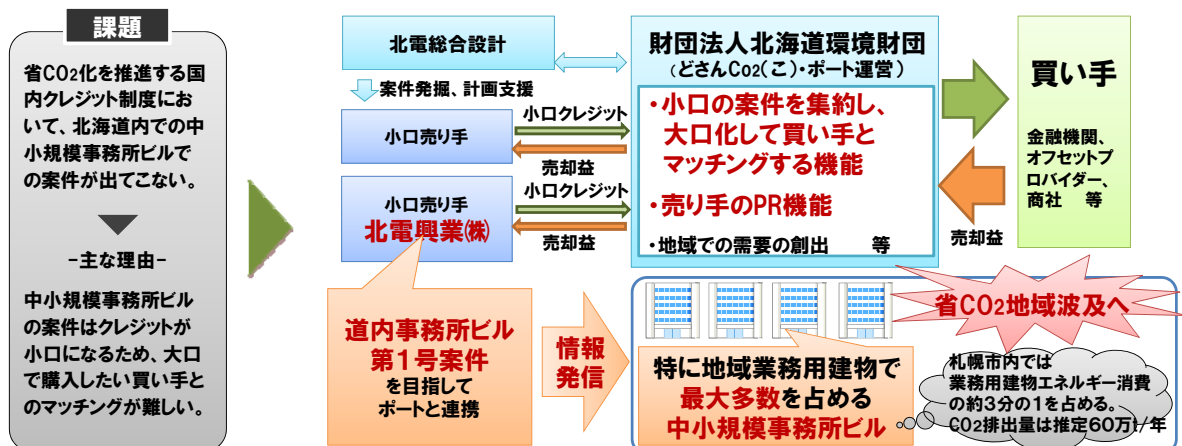 課題
省CO2化を推進する国
内クレジット制度にお
いて、北海道内での中
小規模事務所ビルで
の案件が出てこない。
-主な理由-
中小規模事務所ビル
の案件はクレジットが
小口になるため、大口
で購入したい買い手と
のマッチングが難しい。
北電総合設計
案件発掘、計画支援
小口売り手
小口クレジット
売却益
小口売り手
北電興業㈱
小口クレジット
売却益
財団法人北海道環境財団
(どさんCo2(こ)・ポート運営)
・小口の案件を集約し、
大口化して買い手と
マッチングする機能
・売り手のPR機能
・地域での需要の創出 等
買い手
金融機関、
オフセットプ
ロバイダー、
商社 等
売却益
道内事務所ビル
第1号案件
を目指して
ポートと連携
情報
発信
特に地域業務用建物で
最大多数を占める
中小規模事務所ビル
省CO2地域波及へ
札幌市内では
業務用建物エネルギー消費
の約3分の1を占める。
CO2排出量は推定60万t/年